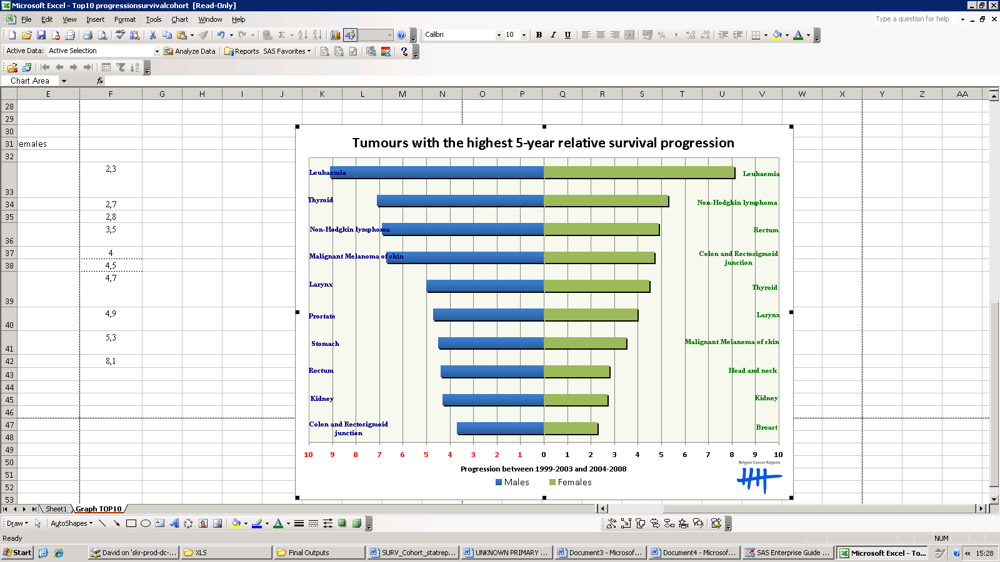 Microsoft Excel - Top10 progressionsurvivalcohort [Read-Only]
File Edit View Insert Format Tools Chart Window Help
Type a question for help
Calibri 10 B I U
Active Data: Active Selection Analyze Data Reports SAS Favorites
Chart Area fx
E F G H I J K L M N O P Q R S T U V W X Y Z AA
28
29
30
31 Females
32
33 2,3
34 2,7
35 2,8
36 3,5
37 4
38 4,5
39 4,7
40 4,9
41 5,3
42 8,1
43
44
45
46
47
48
49
50
51
52
53
Tumours with the highest 5-year relative survival progression
Leukaemia Leukaemia
Thyroid Non-Hodgkin lymphoma
Non-Hodgkin lymphoma Rectum
Malignant Melanoma of skin Colon and Rectosigmoid
junction
Larynx Thyroid
Prostate Larynx
Stomach Malignant Melanoma of skin
Rectum Head and neck
Kidney Kidney
Colon and Rectosigmoid Breast
junction
10 9 8 7 6 5 4 3 2 1 0 1 2 3 4 5 6 7 8 9 10
Progression between 1999-2003 and 2004-2008
Belgian Cancer Registry
Males Females
Sheet1 Graph TOP10
Draw AutoShapes
Ready NUM
Start David on 'skr-prod-dc-... XLS Final Outputs SURV_Cohort_statrep... UNKNOWN PRIMARY ... Document3 - Microsof... Document4 - Microsof... SAS Enterprise Guide ... Microsoft Excel - To... « 15:28